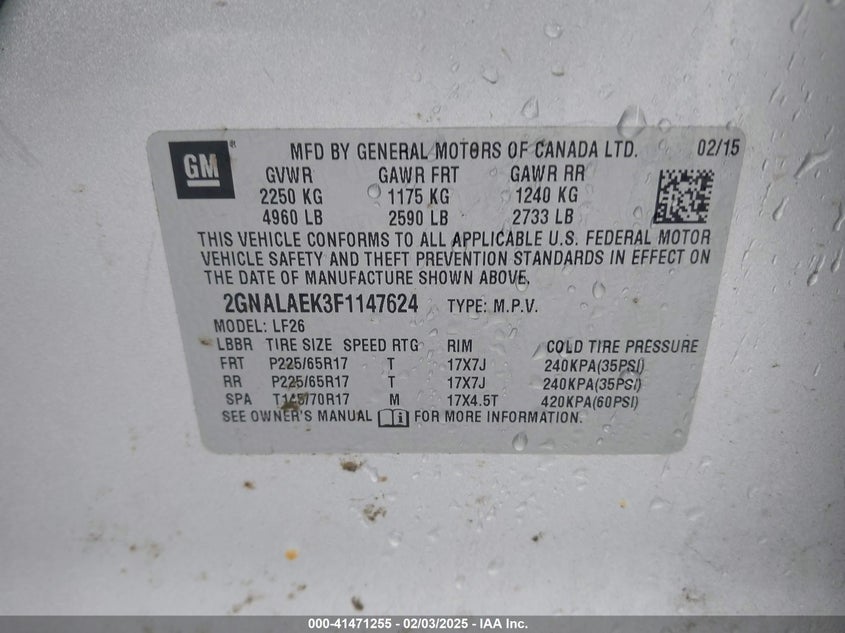 GM®
MFD BY GENERAL MOTORS OF CANADA LTD. 02/15
GVWR GAWR FRT GAWR RR
2250 KG 1175 KG 1240 KG
4960 LB 2590 LB 2733 LB
THIS VEHICLE CONFORMS TO ALL APPLICABLE U.S. FEDERAL MOTOR
VEHICLE SAFETY AND THEFT PREVENTION STANDARDS IN EFFECT ON
THE DATE OF MANUFACTURE SHOWN ABOVE.
2GNALAEK3F1147624 TYPE: M.P.V.
MODEL: LF26
LBBR TIRE SIZE SPEED RTG RIM COLD TIRE PRESSURE
FRT P225/65R17 T 17X7J 240KPA(35PSI)
RR P225/65R17 T 17X7J 240KPA(35PSI)
SPA T145/70R17 M 17X4.5T 420KPA(60PSI)
SEE OWNER'S MANUAL i FOR MORE INFORMATION.
000-41471255 - 02/03/2025 - IAA Inc.